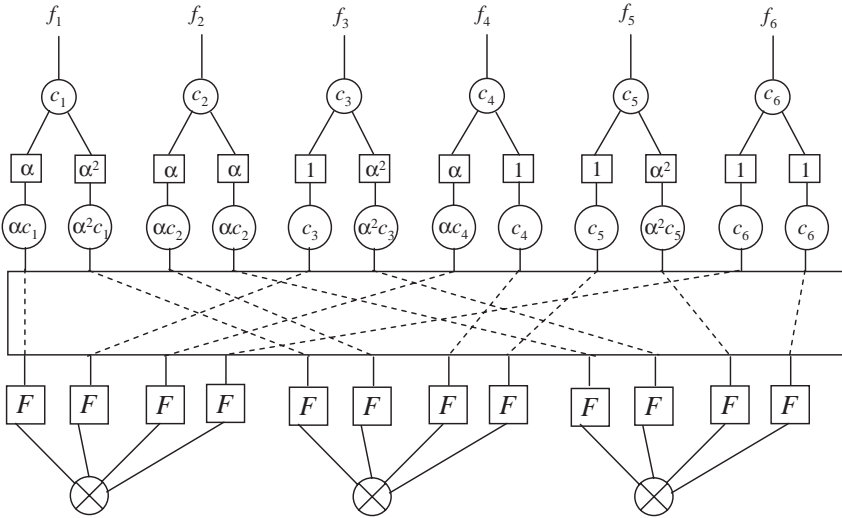 f₁ f₂ f₃ f₄ f₅ f₆
c₁ c₂ c₃ c₄ c₅ c₆
α α² α α 1 α² α 1 1 α² 1 1
αc₁ α²c₁ αc₂ αc₂ c₃ α²c₃ αc₄ c₄ c₅ α²c₅ c₆ c₆
F F F F F F F F F F F F